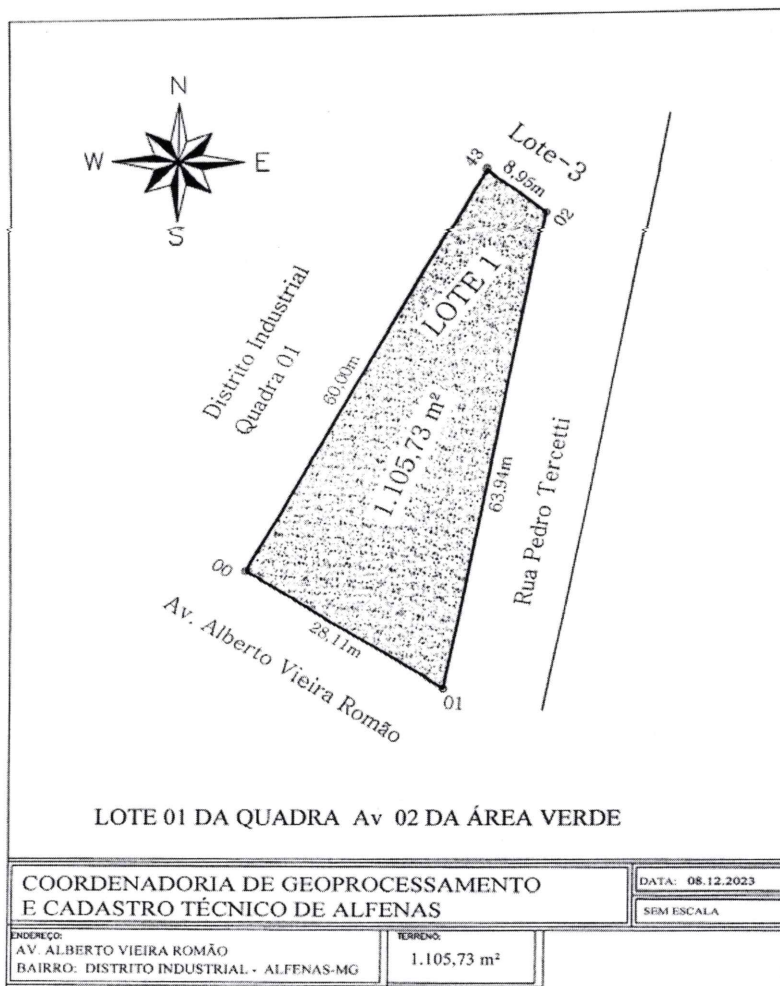 N
W E
S
Lote-3
43
8,95m
02
LOTE 1
Distrito Industrial
Quadra 01
60.00m
1.105,73 m²
63.94m
Rua Pedro Tercetti
00
Av. Alberto Vieira Romão
28.11m
01
LOTE 01 DA QUADRA Av 02 DA ÁREA VERDE
COORDENADORIA DE GEOPROCESSAMENTO
E CADASTRO TÉCNICO DE ALFENAS
DATA: 08.12.2023
SEM ESCALA
ENDEREÇO:
AV. ALBERTO VIEIRA ROMÃO
BAIRRO: DISTRITO INDUSTRIAL - ALFENAS-MG
TERRENO:
1.105,73 m²